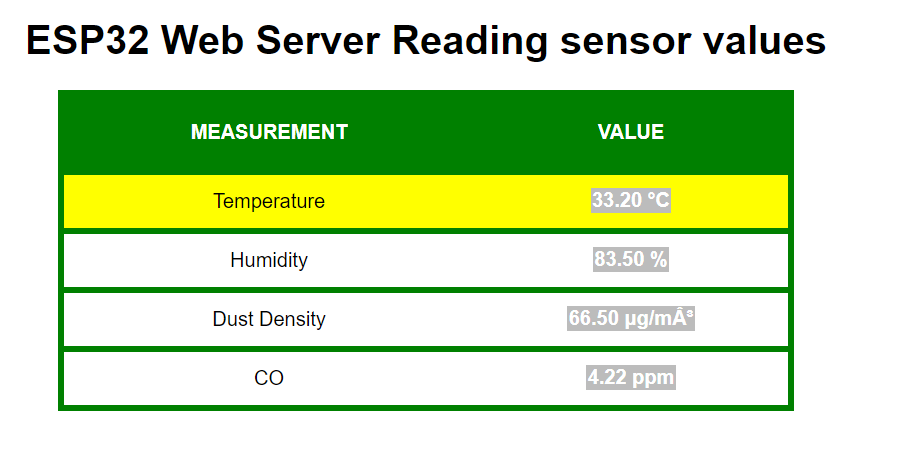 ESP32 Web Server Reading sensor values
MEASUREMENT VALUE
Temperature 33.20 °C
Humidity 83.50 %
Dust Density 66.50 µg/mÂ³
CO 4.22 ppm